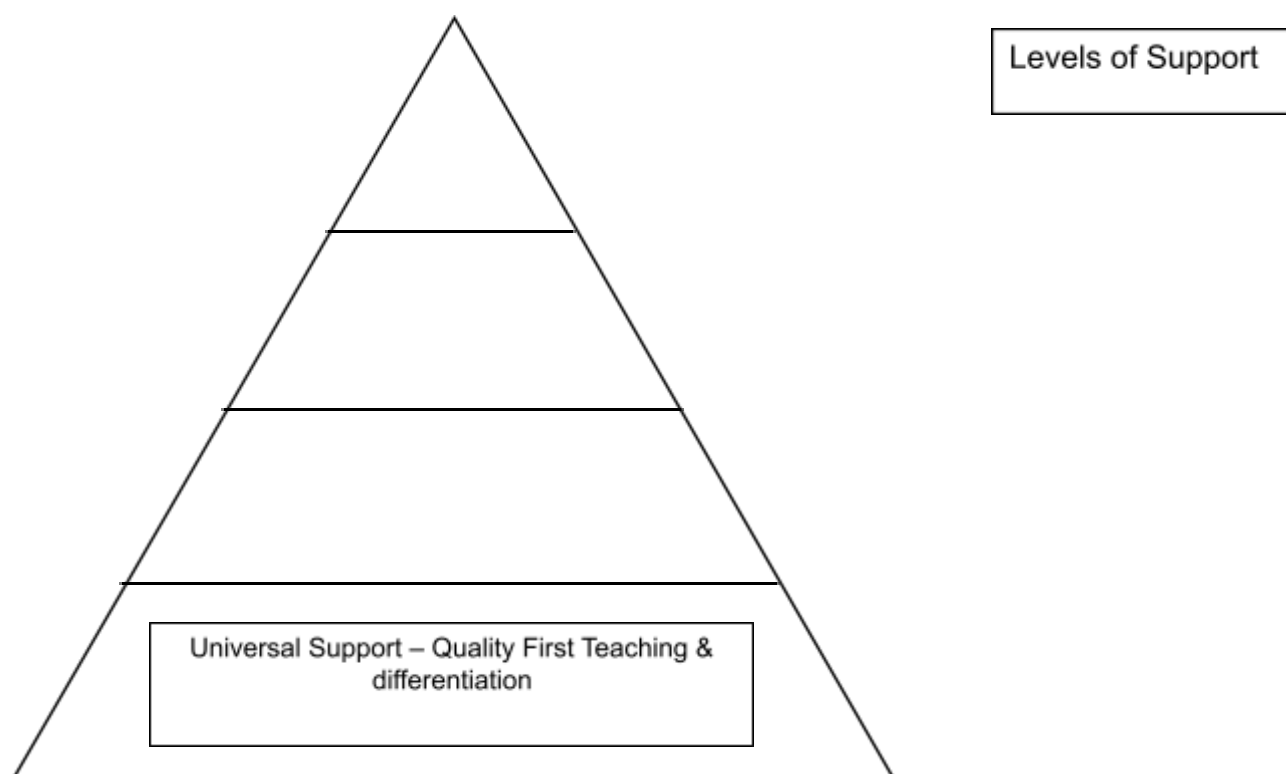 Levels of Support
Universal Support – Quality First Teaching &
differentiation